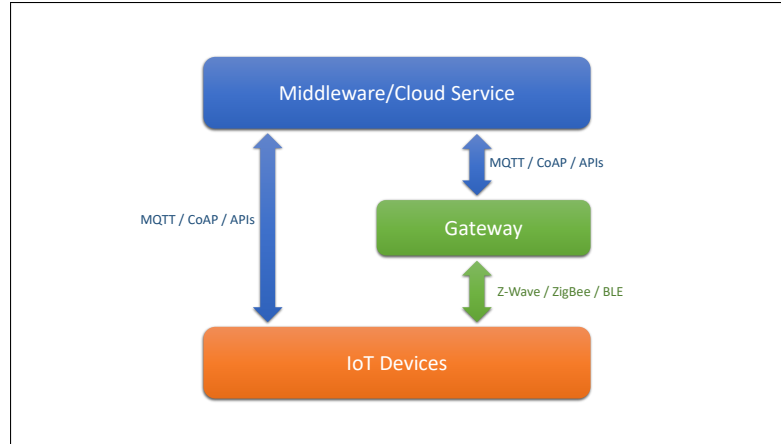 Middleware/Cloud Service
MQTT / CoAP / APIs
MQTT / CoAP / APIs
Gateway
Z-Wave / ZigBee / BLE
IoT Devices